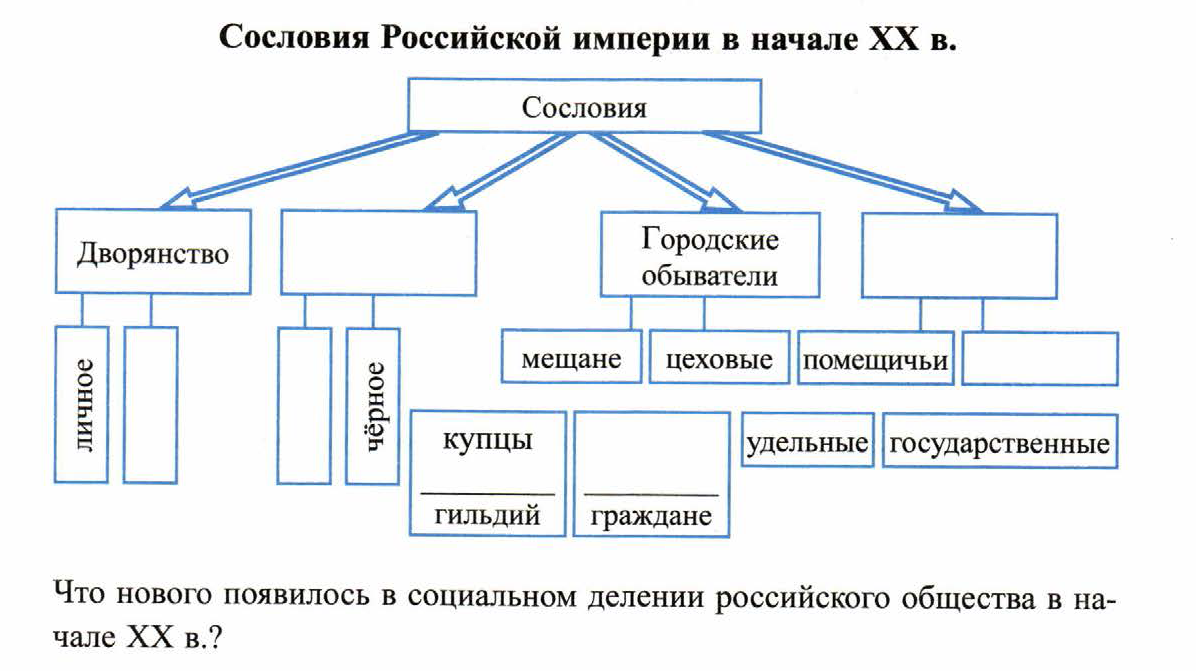 Сословия Российской империи в начале XX в.
Сословия
Дворянство
Городские
обыватели
личное
чёрное
мещане
цеховые
помещичьи
купцы
гильдий
граждане
удельные
государственные
Что нового появилось в социальном делении российского общества в на-
чале XX в.?